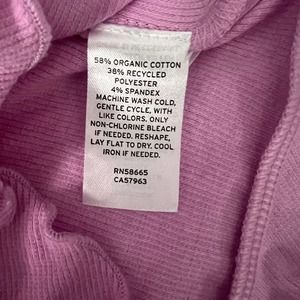 58% ORGANIC COTTON
38% RECYCLED
POLYESTER
4% SPANDEX
MACHINE WASH COLD,
GENTLE CYCLE, WITH
LIKE COLORS. ONLY
NON-CHLORINE BLEACH
IF NEEDED. RESHAPE,
LAY FLAT TO DRY. COOL
IRON IF NEEDED.
RN58665
CA57963